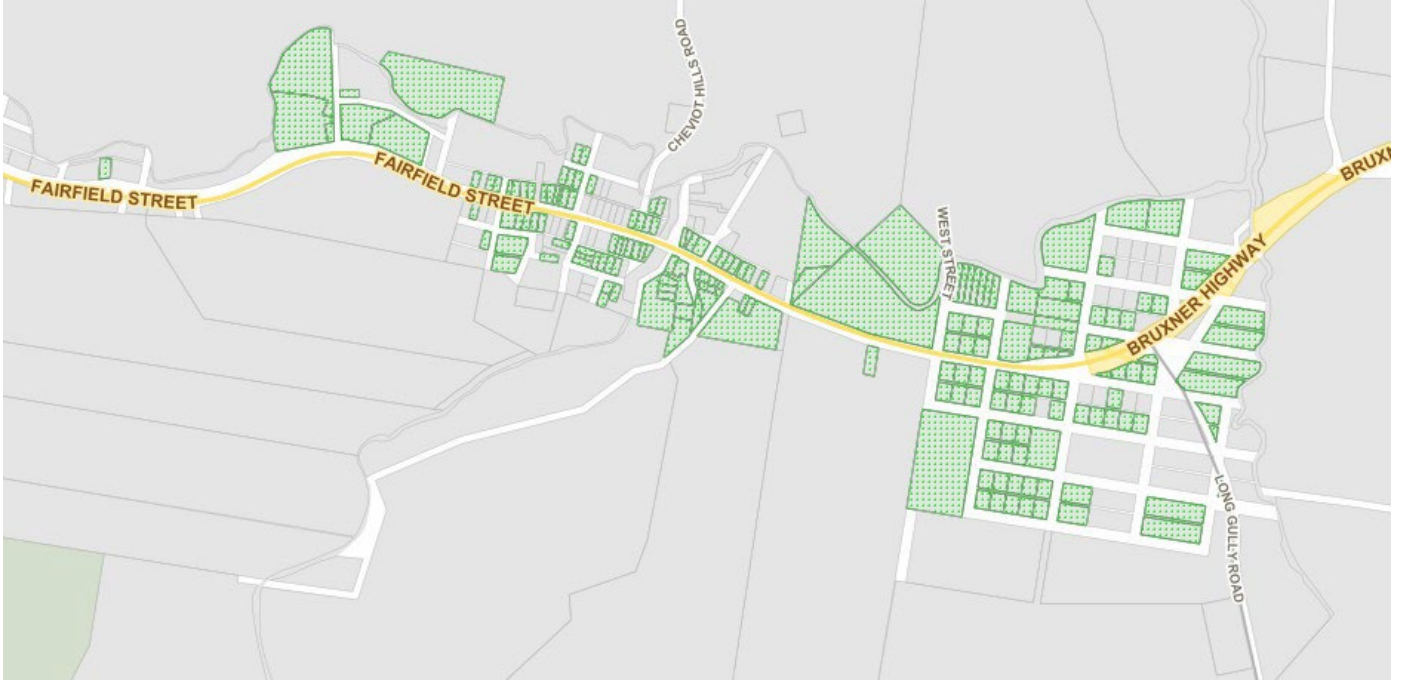 CHEVIOT HILLS ROAD
BRUXN
FAIRFIELD STREET
FAIRFIELD STREET
WEST STREET
BRUXNER HIGHWAY
LONG GULLY ROAD